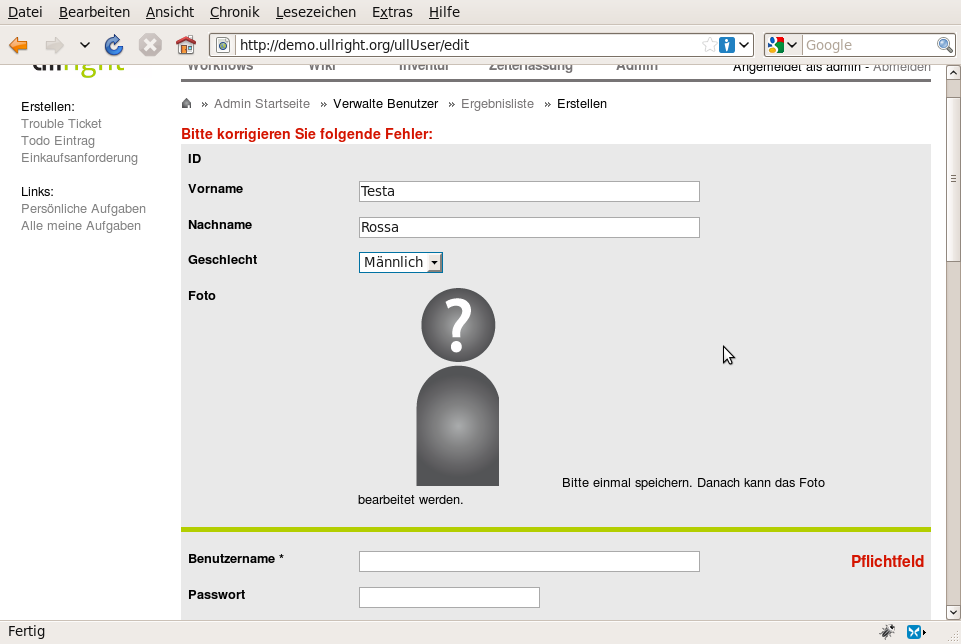 Datei Bearbeiten Ansicht Chronik Lesezeichen Extras Hilfe
http://demo.ullright.org/ullUser/edit
Google
Workflows Wiki Inventur Zeiterfassung Admin Angemeldet als admin - Abmelden
» Admin Startseite » Verwalte Benutzer » Ergebnisliste » Erstellen
Erstellen:
Trouble Ticket
Todo Eintrag
Einkaufsanforderung
Links:
Persönliche Aufgaben
Alle meine Aufgaben
Bitte korrigieren Sie folgende Fehler:
ID
Vorname Testa
Nachname Rossa
Geschlecht Männlich
Foto
?
Bitte einmal speichern. Danach kann das Foto
bearbeitet werden.
Benutzername * Pflichtfeld
Passwort
Fertig